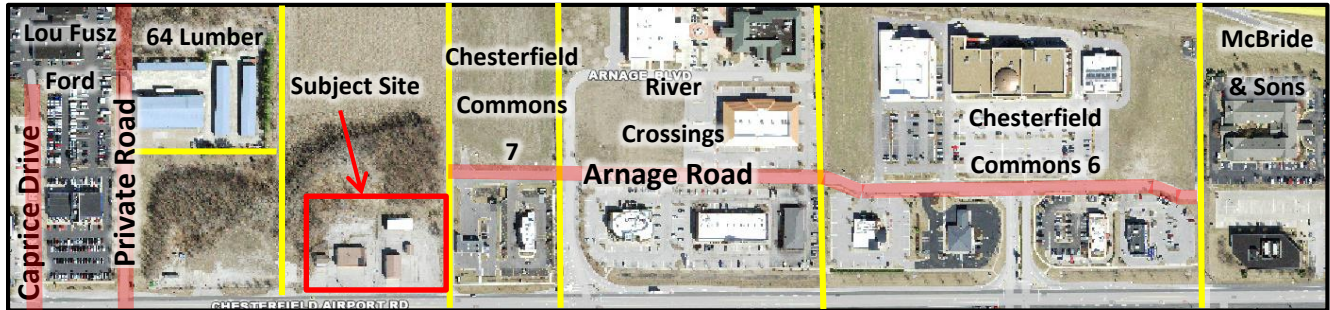 Lou Fusz
Ford
Caprice Drive
Private Road
64 Lumber
Subject Site
Chesterfield
Commons
7
ARNAGE BLVD
River
Crossings
Arnage Road
Chesterfield
Commons 6
McBride
& Sons
CHESTERFIELD AIRPORT RD